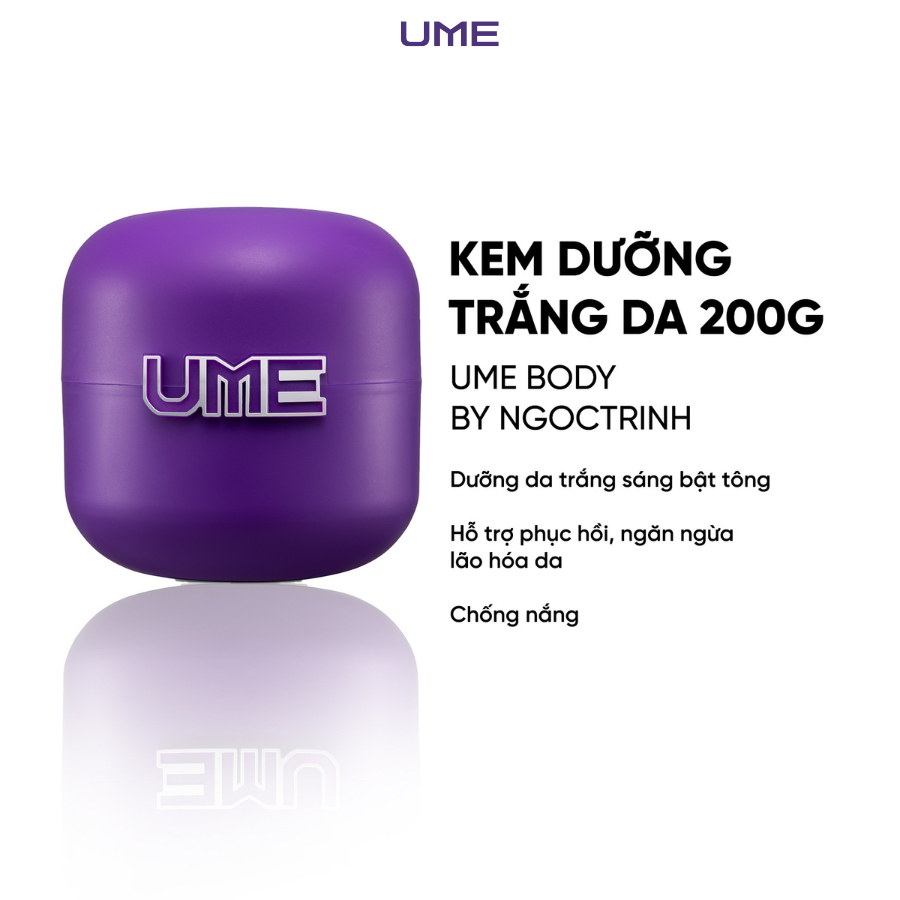 UME
UME
KEM DƯỠNG
TRẮNG DA 200G
UME BODY
BY NGOCTRINH
Dưỡng da trắng sáng bật tông
Hỗ trợ phục hồi, ngăn ngừa
lão hóa da
Chống nắng